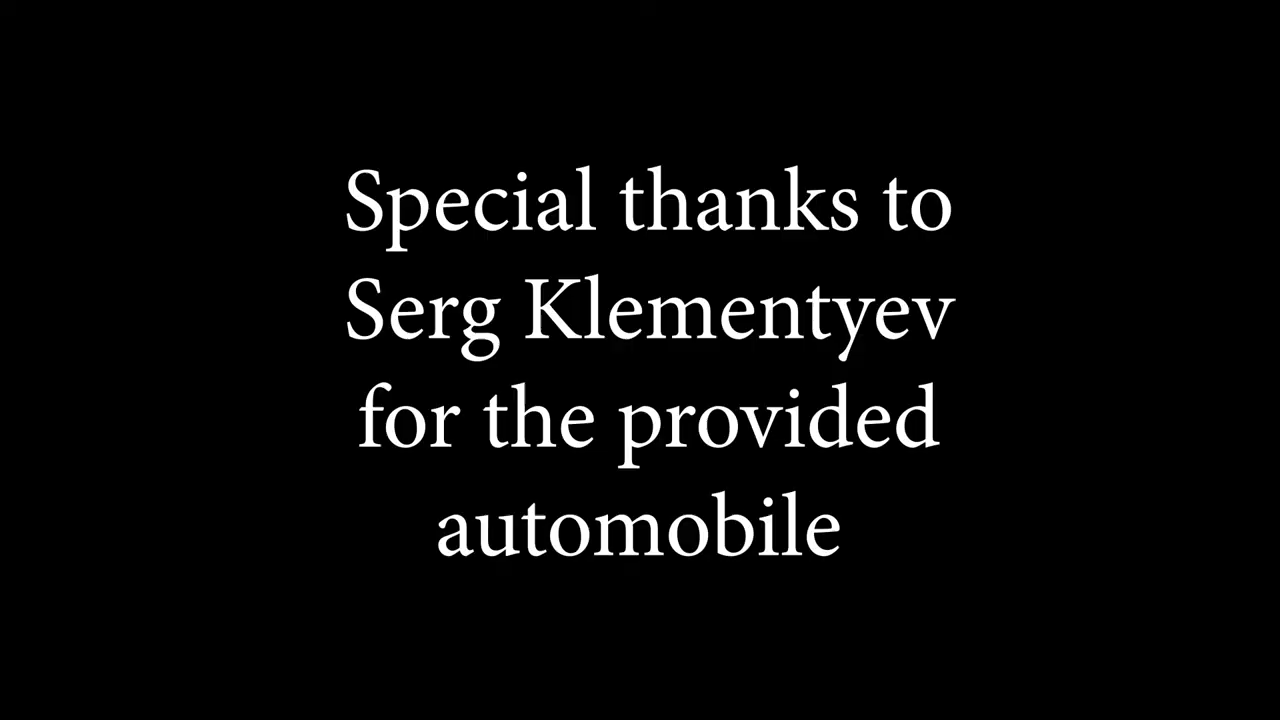 Special thanks to
Serg Klementyev
for the provided
automobile